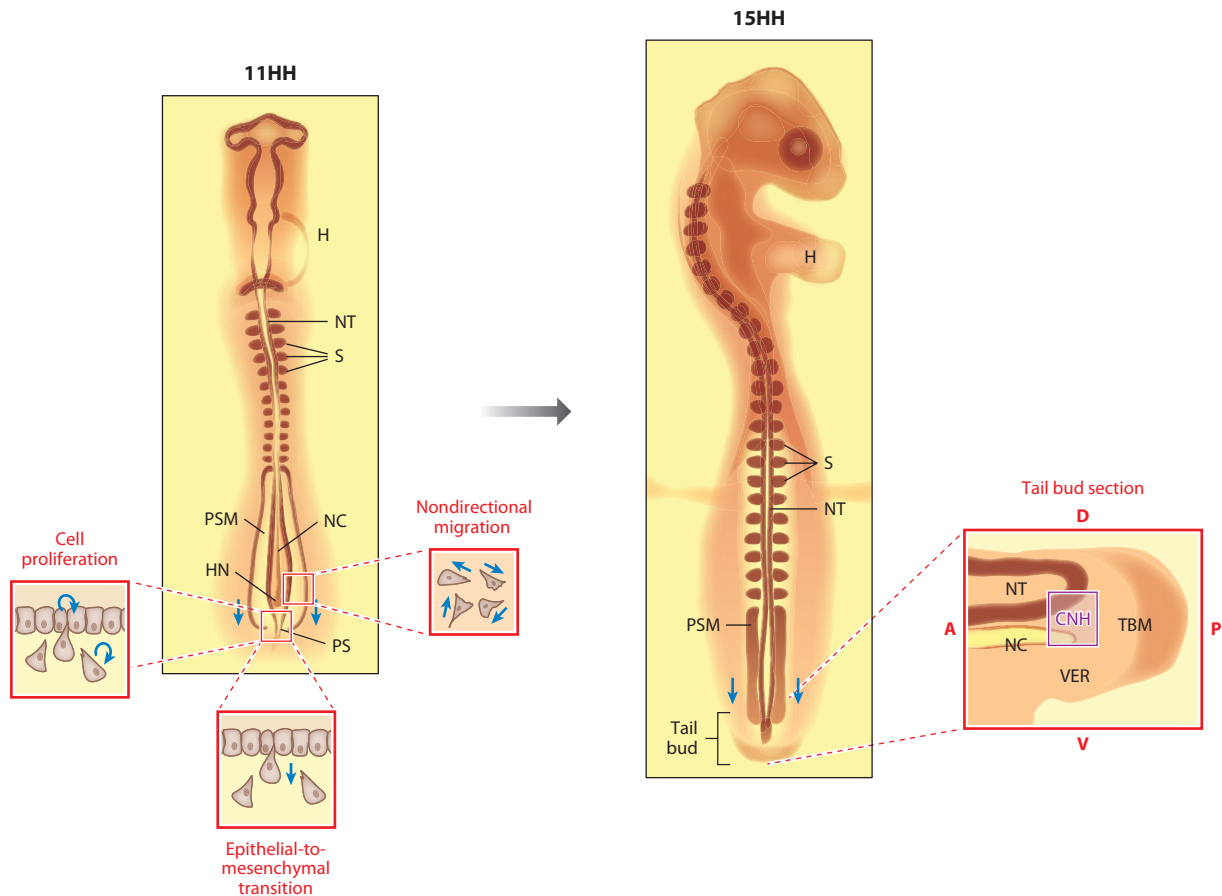 15HH
11HH
H
H
NT
S
S
NT
Tail bud section
D
Nondirectional
migration
PSM
NC
Cell
proliferation
HN
NT
CNH
TBM
A
P
PSM
NC
PS
VER
Tail
bud
V
Epithelial-to-
mesenchymal
transition